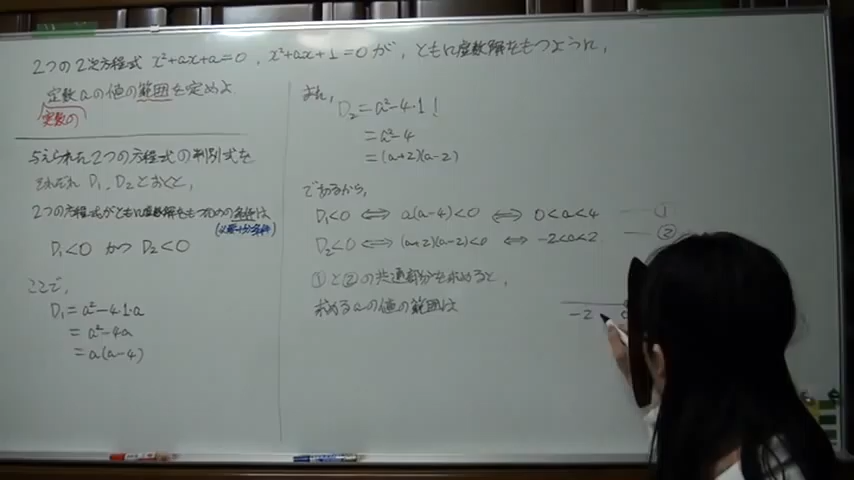 2つの2次方程式 x²+ax+a=0, x²+ax+1=0が, ともに虚数解をもつように,
定数aの値の範囲を定めよ
実数の
与えられた2つの方程式の判別式を
それぞれ D₁, D₂とおくと,
2つの方程式がともに虚数解をもつための条件は
(必要十分条件)
D₁<0 かつ D₂<0
ここで,
D₁=a²-4・1・a
=a²-4a
=a(a-4)
また,
D₂=a²-4・1・1
=a²-4
=(a+2)(a-2)
であるから,
D₁<0 ⇔ a(a-4)<0 ⇔ 0<a<4 ― ①
D₂<0 ⇔ (a+2)(a-2)<0 ⇔ -2<a<2 ― ②
①と②の共通部分を求めると,
求めるaの値の範囲は
-2